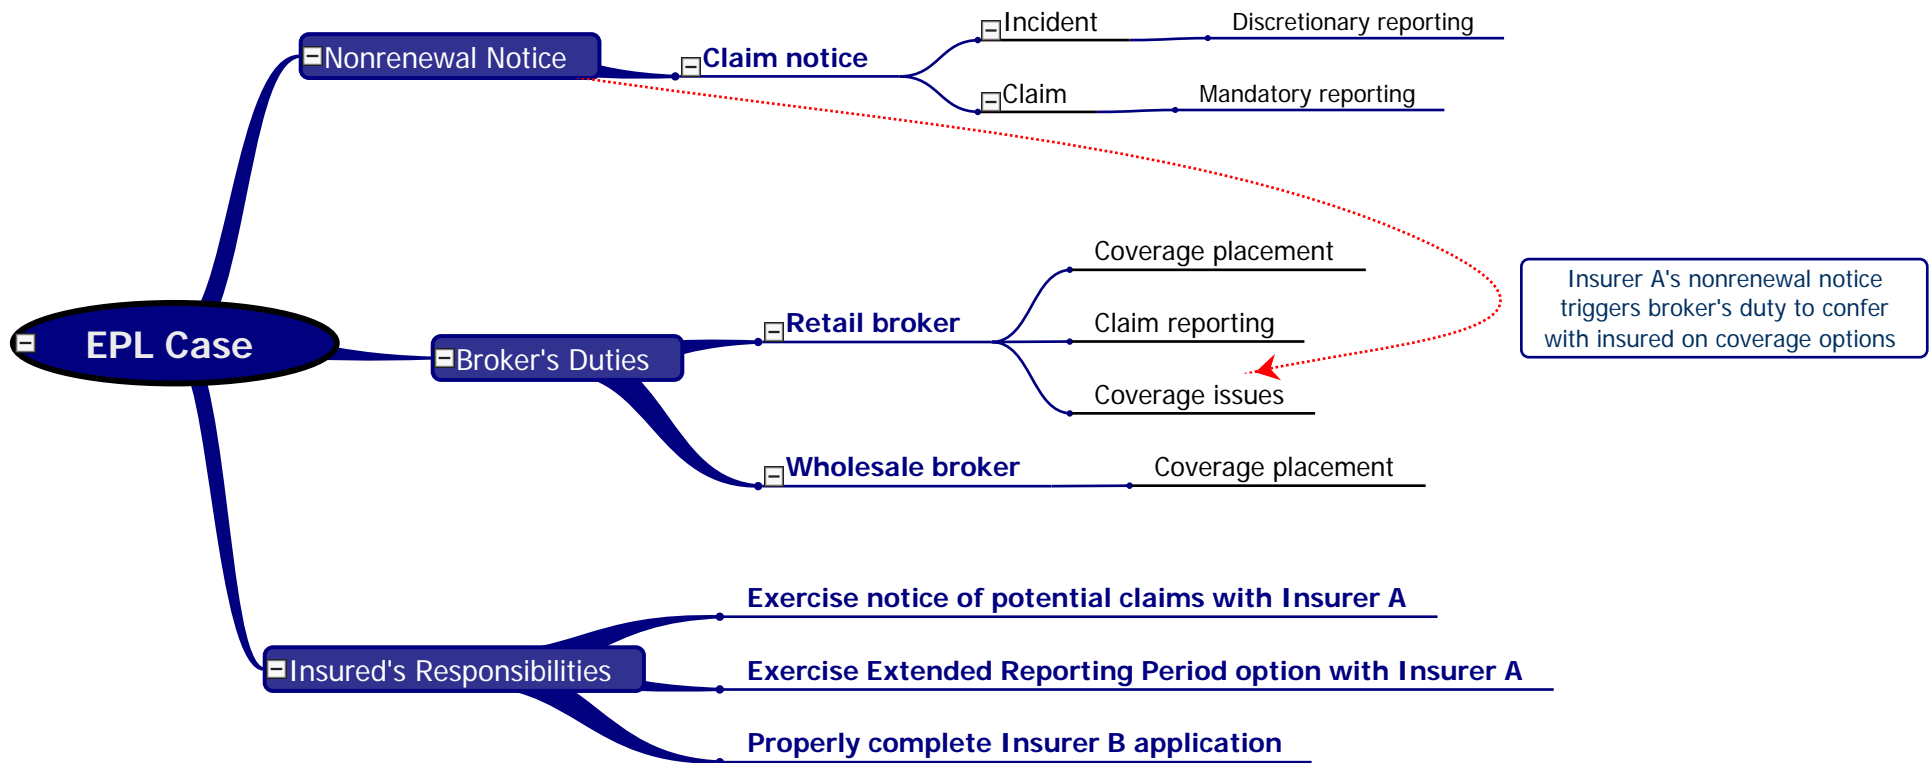 Nonrenewal Notice
Claim notice
Incident
Discretionary reporting
Claim
Mandatory reporting
EPL Case
Broker's Duties
Retail broker
Coverage placement
Claim reporting
Coverage issues
Wholesale broker
Coverage placement
Insurer A's nonrenewal notice
triggers broker's duty to confer
with insured on coverage options
Insured's Responsibilities
Exercise notice of potential claims with Insurer A
Exercise Extended Reporting Period option with Insurer A
Properly complete Insurer B application